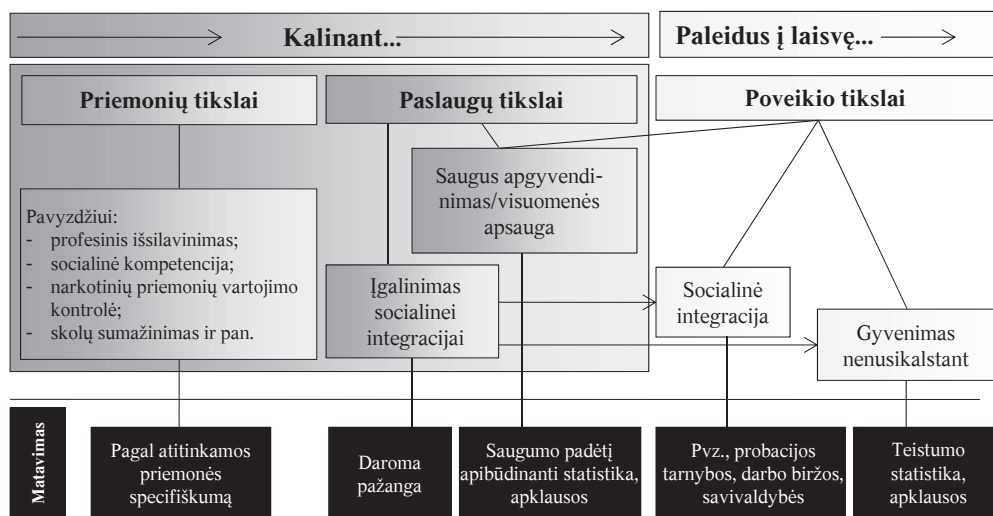 Kalinant...
Paleidus į laisvę...
Priemonių tikslai
Paslaugų tikslai
Poveikio tikslai
Pavyzdžiui:
- profesinis išsilavinimas;
- socialinė kompetencija;
- narkotinių priemonių vartojimo
kontrolė;
- skolų sumažinimas ir pan.
Saugus apgyvendi-
nimas/visuomenės
apsauga
Įgalinimas
socialinei
integracijai
Socialinė
integracija
Gyvenimas
nenusikalstant
Matavimas
Pagal atitinkamos
priemonės
specifiškumą
Daroma
pažanga
Saugumo padėtį
apibūdinanti statistika,
apklausos
Pvz., probacijos
tarnybos, darbo biržos,
savivaldybės
Teistumo
statistika,
apklausos